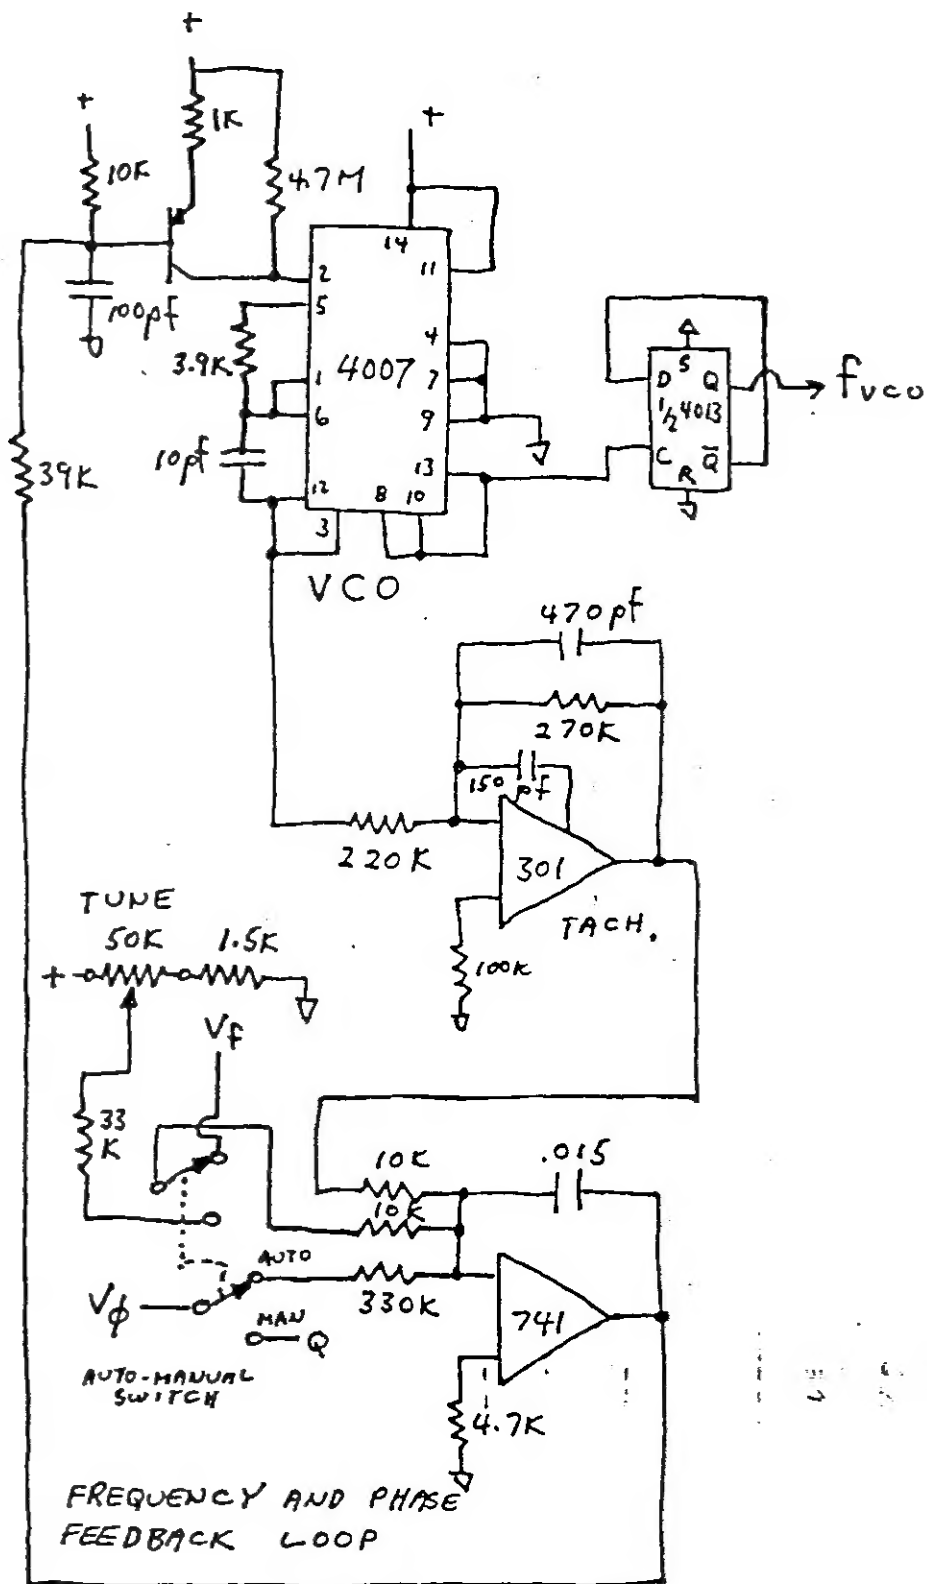 +
+
1K
+
10K
4.7M
14
11
2
5
100pf
3.9K
4007
4
1
7
6
9
D S Q
1/2 4013
C R Q̅
fvco
10pf
39K
12
13
3
8 10
VCO
470pf
270K
150
pf
220K
301
TACH.
100K
TUNE
50K
1.5K
+
Vf
33
K
10K
10K
.015
AUTO
330K
741
Vϕ
MAN
Q
AUTO-MANUAL
SWITCH
4.7K
FREQUENCY AND PHASE
FEEDBACK LOOP